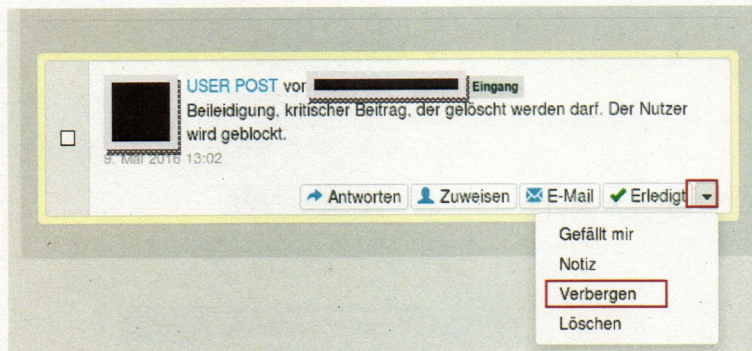 USER POST vor Eingang
Beileidigung, kritischer Beitrag, der gelöscht werden darf. Der Nutzer
wird geblockt.
9. Mai 2016 13:02
Antworten Zuweisen E-Mail Erledigt
Gefällt mir
Notiz
Verbergen
Löschen